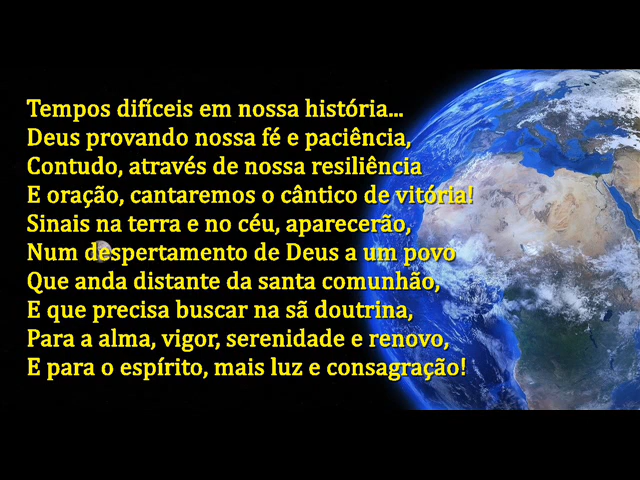 Tempos difíceis em nossa história...
Deus provando nossa fé e paciência,
Contudo, através de nossa resiliência
E oração, cantaremos o cântico de vitória!
Sinais na terra e no céu, aparecerão,
Num despertamento de Deus a um povo
Que anda distante da santa comunhão,
E que precisa buscar na sã doutrina,
Para a alma, vigor, serenidade e renovo,
E para o espírito, mais luz e consagração!